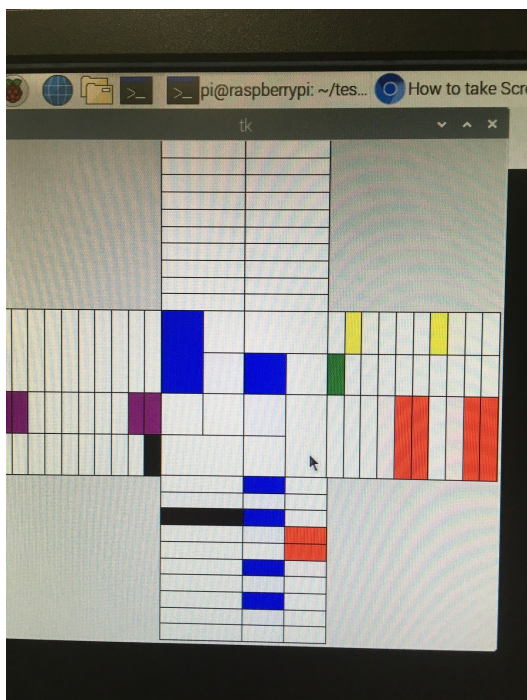 >_ >_ pi@raspberrypi: ~/tes... How to take Scr
tk